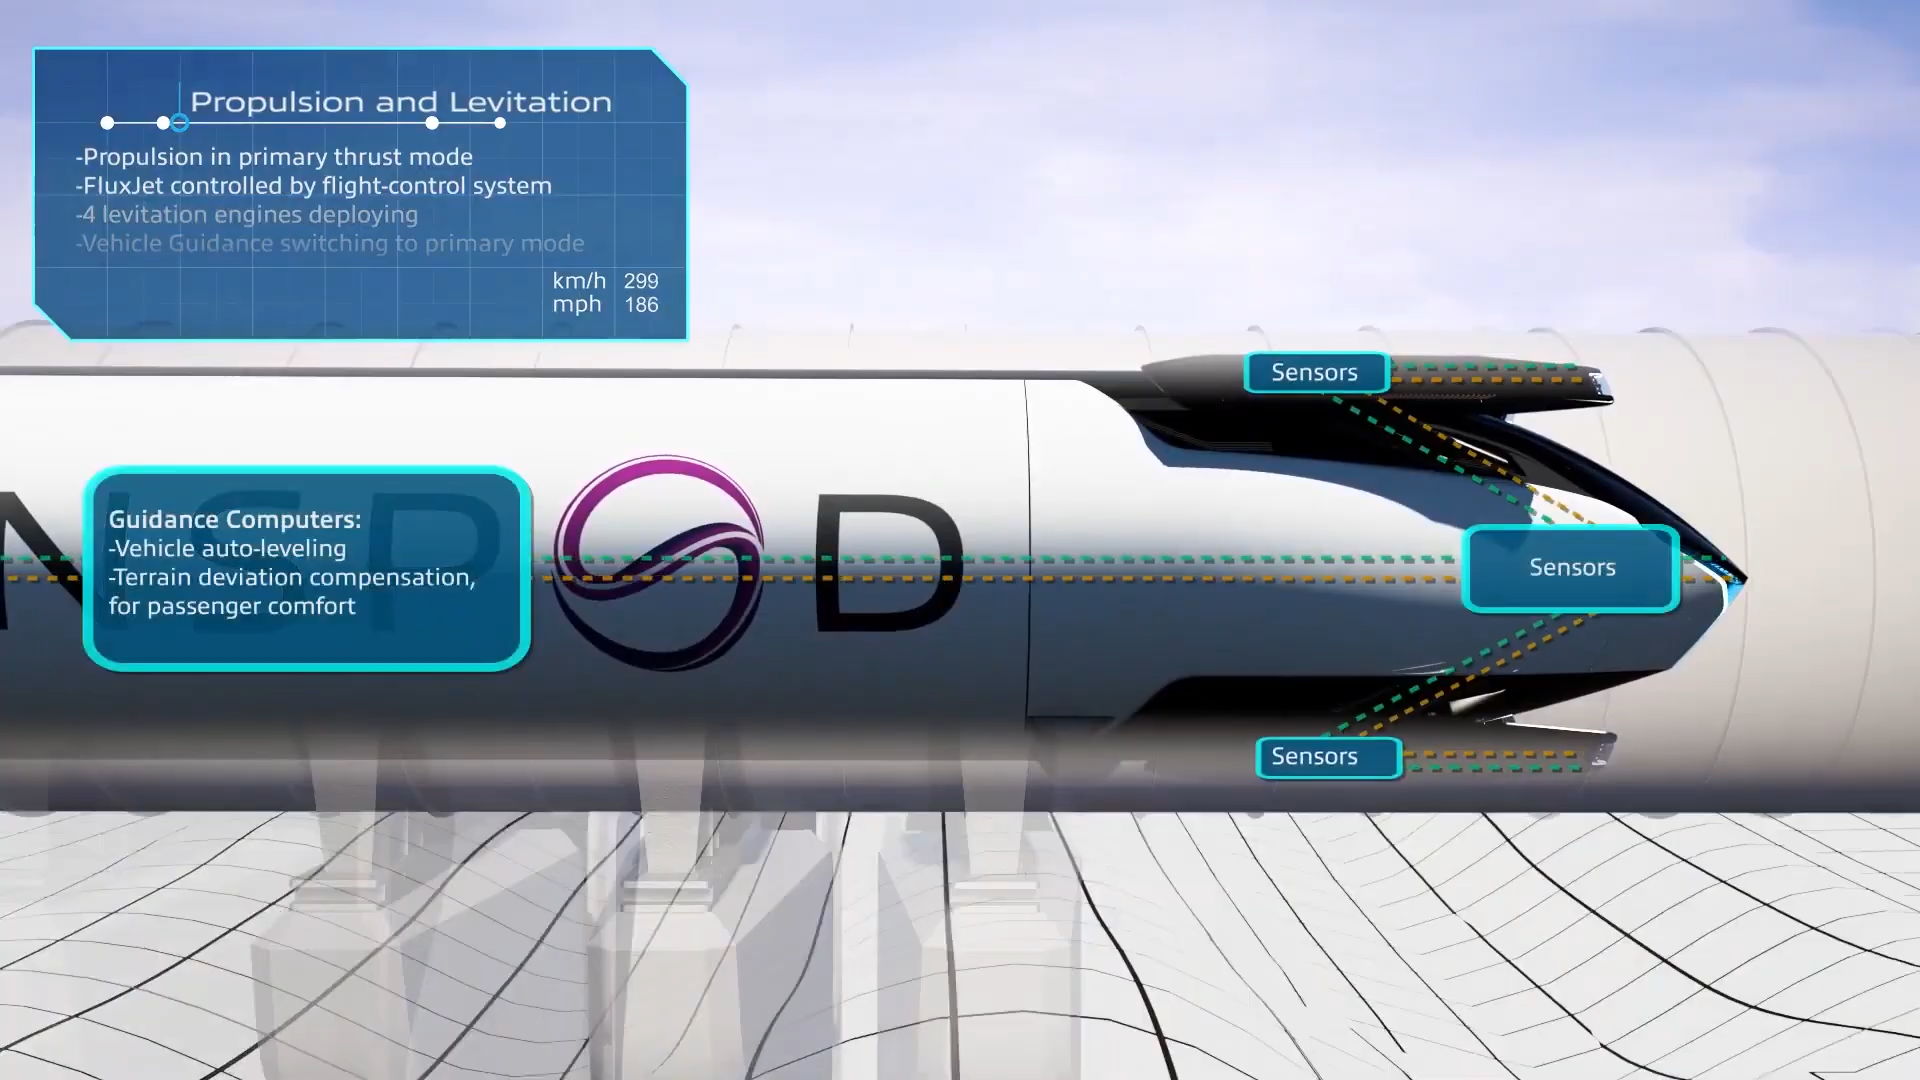 Propulsion and Levitation
-Propulsion in primary thrust mode
-FluxJet controlled by flight-control system
-4 levitation engines deploying
-Vehicle Guidance switching to primary mode
km/h 299
mph 186
Sensors
NSPD
Guidance Computers:
-Vehicle auto-leveling
-Terrain deviation compensation,
for passenger comfort
Sensors
Sensors